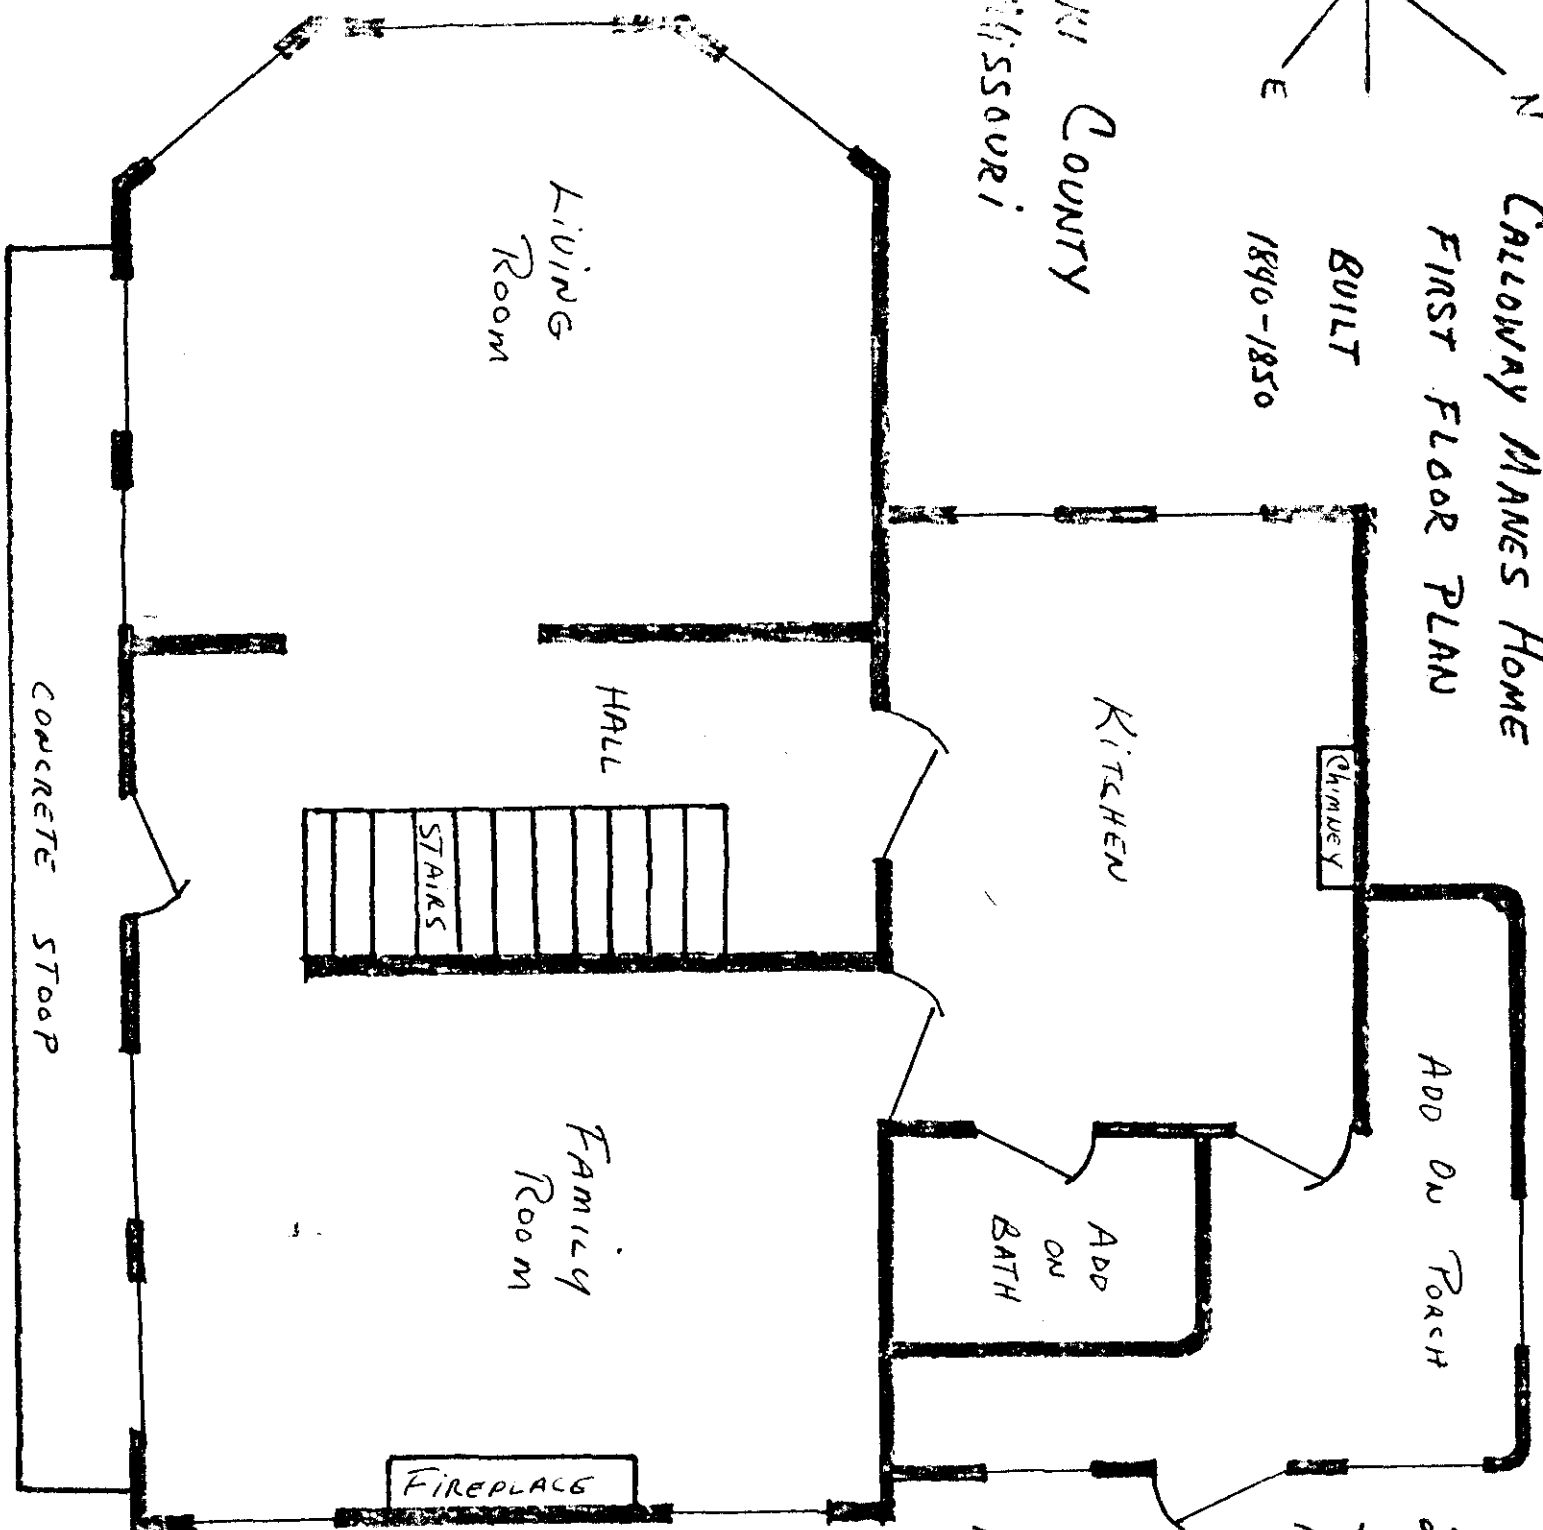 N
E
CALLOWAY MANES HOME
FIRST FLOOR PLAN
BUILT
1840-1850
COUNTY
LIVING
ROOM
HALL
STAIRS
KITCHEN
CHIMNEY
ADD ON PORCH
ADD
ON
BATH
FAMILY
ROOM
FIREPLACE
CONCRETE STOOP